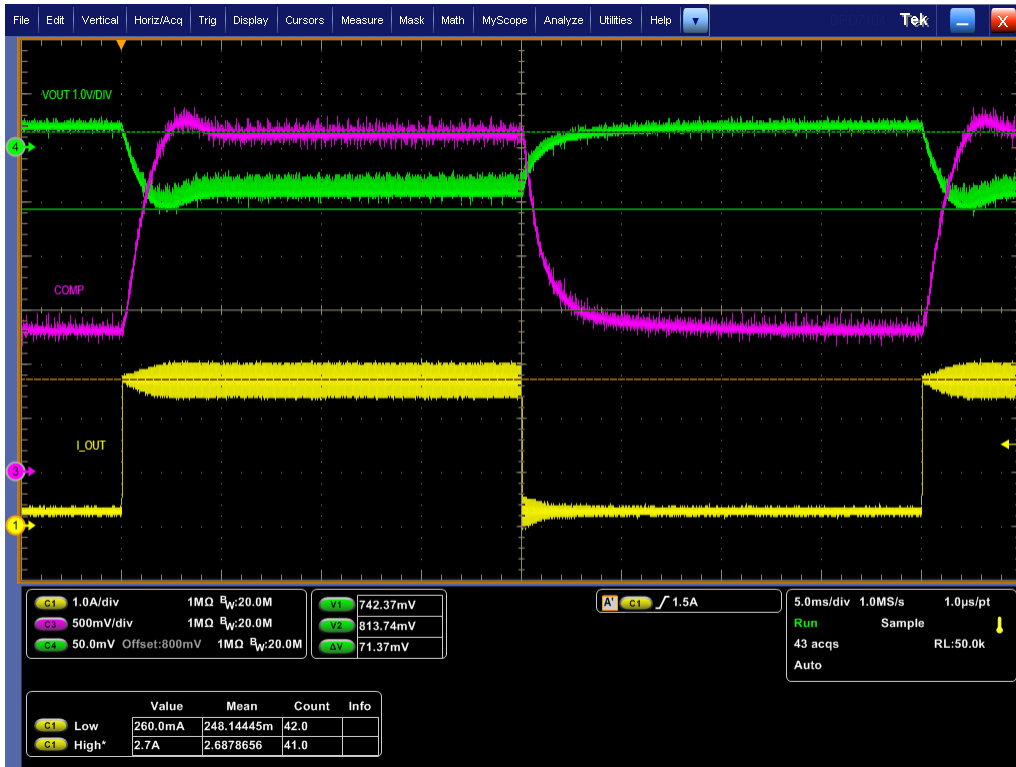 File Edit Vertical Horiz/Acq Trig Display Cursors Measure Mask Math MyScope Analyze Utilities Help Tek X
VOUT 1.0V/DIV
4
COMP
I_OUT
3
1
C1 1.0A/div 1MΩ BW:20.0M
C3 500mV/div 1MΩ BW:20.0M
C4 50.0mV Offset:800mV 1MΩ BW:20.0M
V1 742.37mV
V2 813.74mV
ΔV 71.37mV
A' C1 1.5A
5.0ms/div 1.0MS/s 1.0µs/pt
Run Sample
43 acqs RL:50.0k
Auto
Value Mean Count Info
C1 Low 260.0mA 248.14445m 42.0
C1 High* 2.7A 2.6878656 41.0